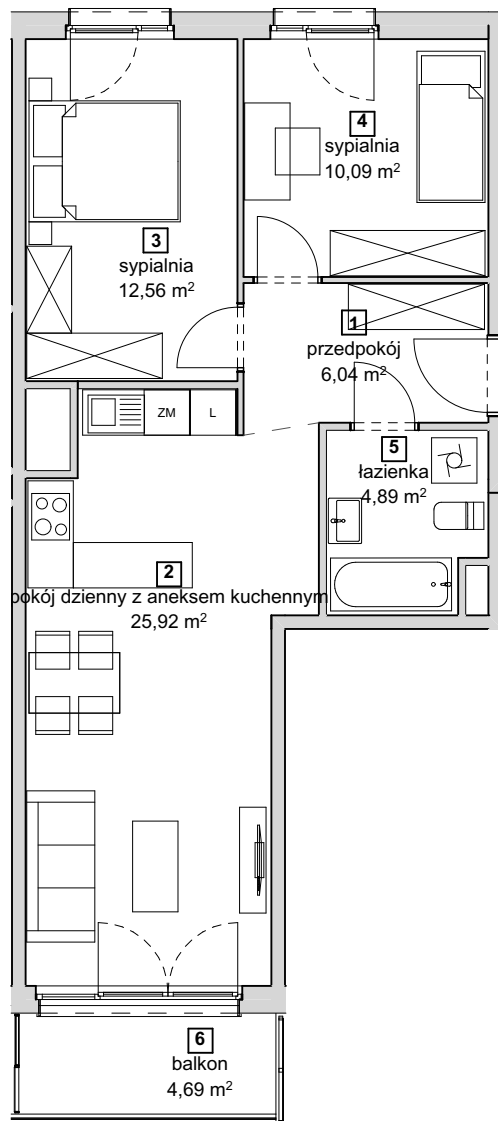 4
sypialnia
10,09 m²
3
sypialnia
12,56 m²
1
przedpokój
6,04 m²
ZM
L
5
łazienka
4,89 m²
2
pokój dzienny z aneksem kuchennym
25,92 m²
6
balkon
4,69 m²